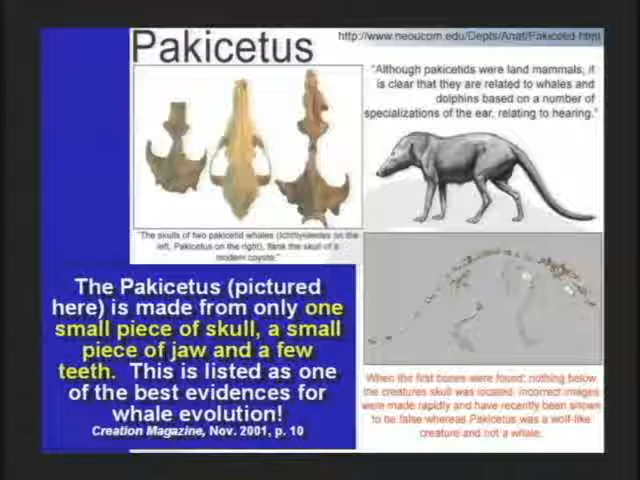 Pakicetus
http://www.neoucom.edu/Depts/Anat/Pakicetid.html
"Although pakicetids were land mammals, it
is clear that they are related to whales and
dolphins based on a number of
specializations of the ear, relating to hearing."
"The skulls of two pakicetid whales (Ichthyolestes on the
left, Pakicetus on the right), flank the skull of a
modern coyote."
The Pakicetus (pictured
here) is made from only one
small piece of skull, a small
piece of jaw and a few
teeth. This is listed as one
of the best evidences for
whale evolution!
Creation Magazine, Nov. 2001, p. 10
When the first bones were found, nothing below
the creatures skull was located. Incorrect images
were made rapidly and have recently been shown
to be false whereas Pakicetus was a wolf-like
creature and not a whale.